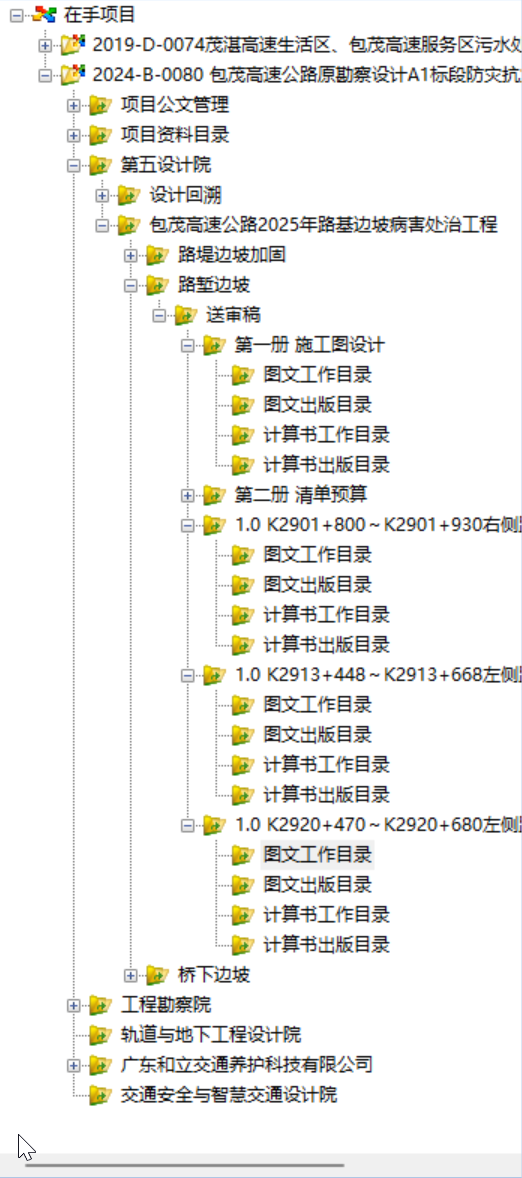 在手项目
2019-D-0074茂湛高速生活区、包茂高速服务区污水处
2024-B-0080 包茂高速公路原勘察设计A1标段防灾抗
项目公文管理
项目资料目录
第五设计院
设计回溯
包茂高速公路2025年路基边坡病害处治工程
路堤边坡加固
路堑边坡
送审稿
第一册 施工图设计
图文工作目录
图文出版目录
计算书工作目录
计算书出版目录
第二册 清单预算
1.0 K2901+800～K2901+930右侧
图文工作目录
图文出版目录
计算书工作目录
计算书出版目录
1.0 K2913+448～K2913+668左侧
图文工作目录
图文出版目录
计算书工作目录
计算书出版目录
1.0 K2920+470～K2920+680左侧
图文工作目录
图文出版目录
计算书工作目录
计算书出版目录
桥下边坡
工程勘察院
轨道与地下工程设计院
广东和立交通养护科技有限公司
交通安全与智慧交通设计院